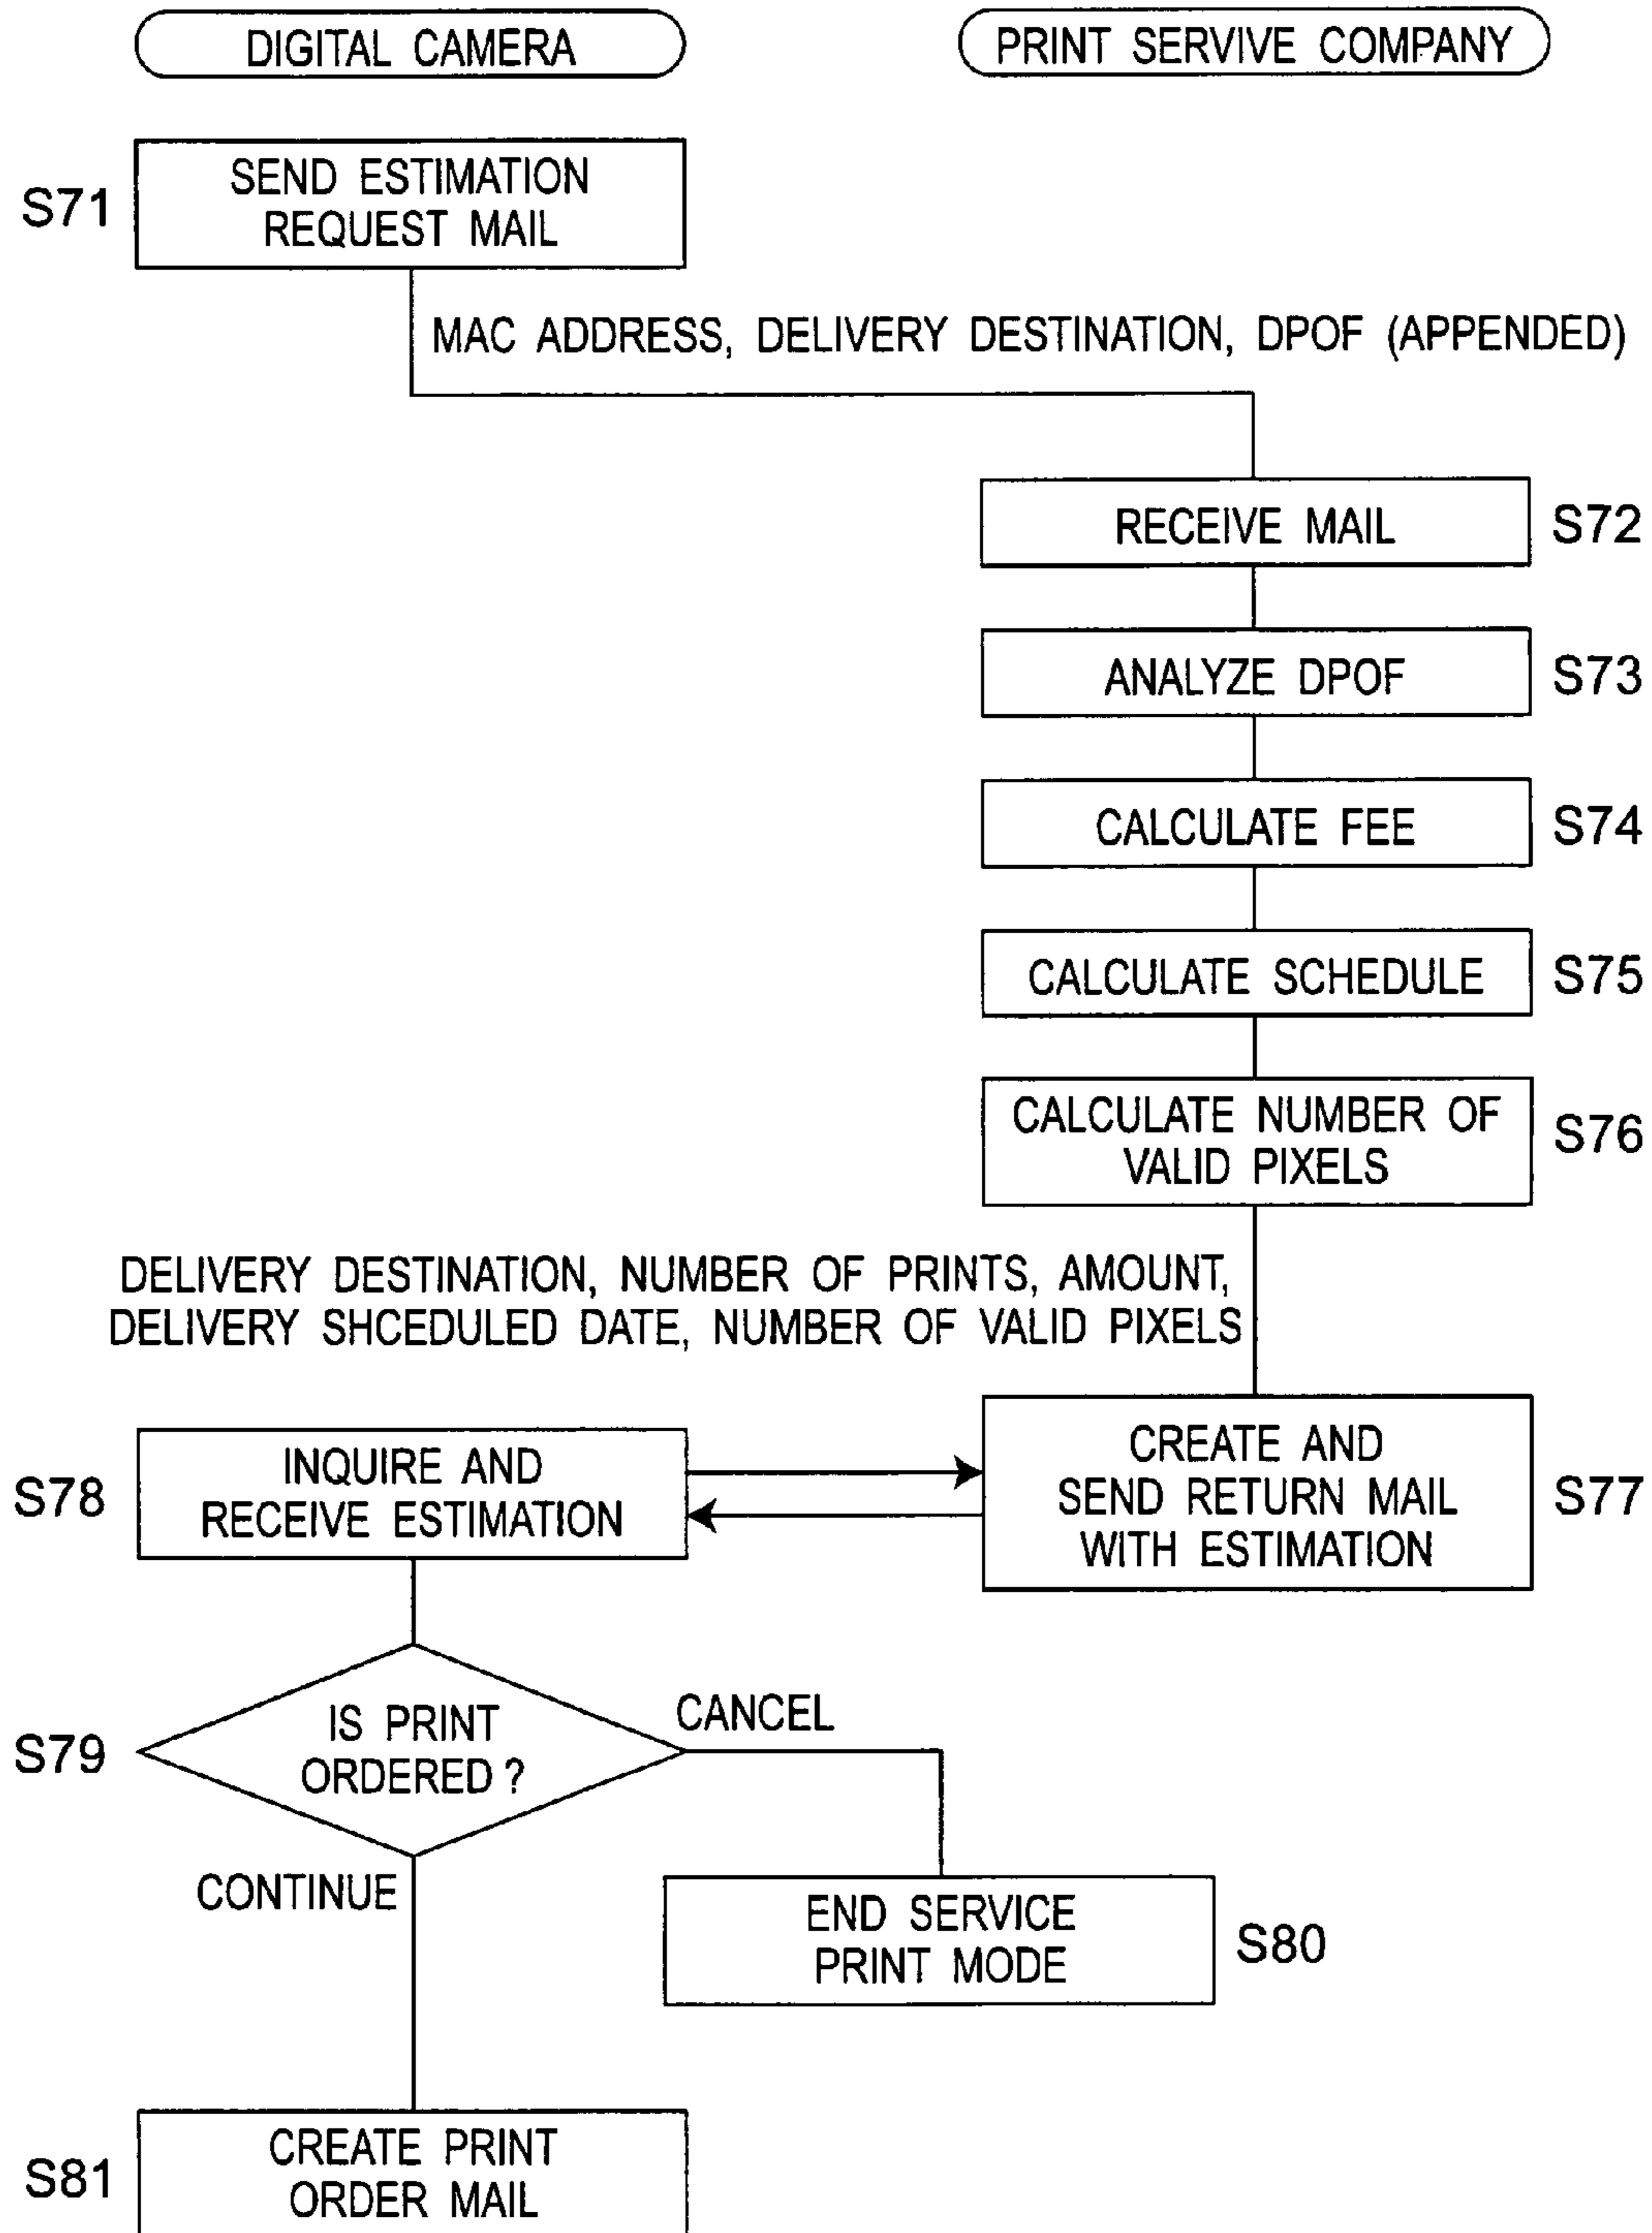 DIGITAL CAMERA
PRINT SERVIVE COMPANY
S71
SEND ESTIMATION
REQUEST MAIL
MAC ADDRESS, DELIVERY DESTINATION, DPOF (APPENDED)
RECEIVE MAIL
S72
ANALYZE DPOF
S73
CALCULATE FEE
S74
CALCULATE SCHEDULE
S75
CALCULATE NUMBER OF
VALID PIXELS
S76
DELIVERY DESTINATION, NUMBER OF PRINTS, AMOUNT,
DELIVERY SHCEDULED DATE, NUMBER OF VALID PIXELS
S78
INQUIRE AND
RECEIVE ESTIMATION
CREATE AND
SEND RETURN MAIL
WITH ESTIMATION
S77
S79
IS PRINT
ORDERED ?
CANCEL
CONTINUE
END SERVICE
PRINT MODE
S80
S81
CREATE PRINT
ORDER MAIL